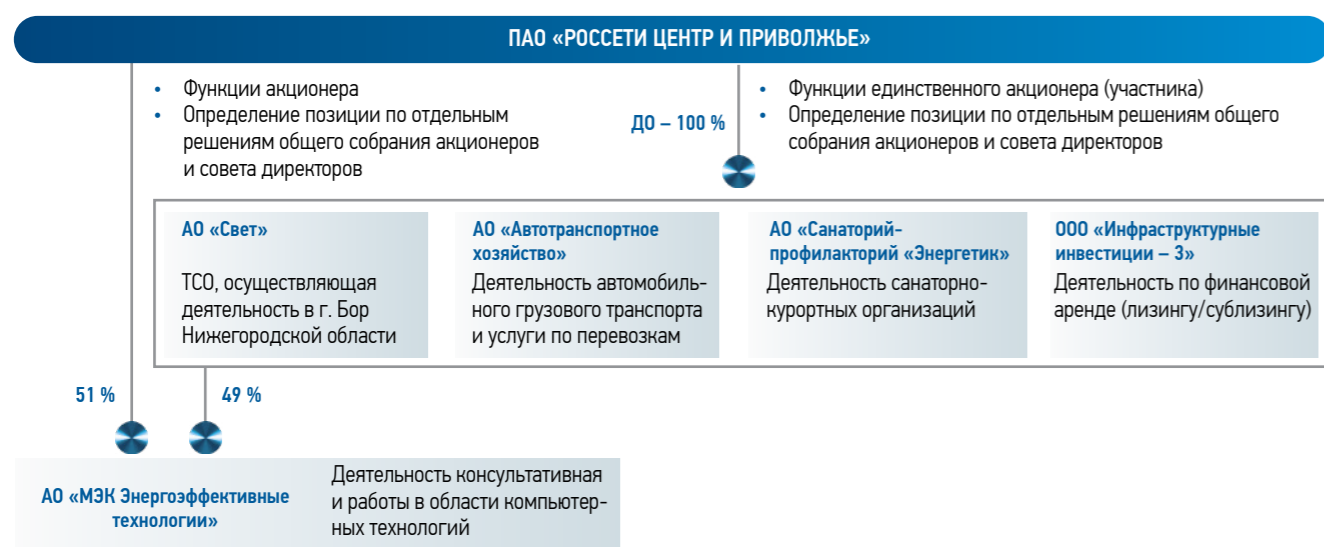 ПАО «РОССЕТИ ЦЕНТР И ПРИВОЛЖЬЕ»
• Функции акционера
• Определение позиции по отдельным
решениям общего собрания акционеров
и совета директоров
ДО – 100 %
• Функции единственного акционера (участника)
• Определение позиции по отдельным решениям общего
собрания акционеров и совета директоров
АО «Свет»
ТСО, осуществляющая
деятельность в г. Бор
Нижегородской области
АО «Автотранспортное
хозяйство»
Деятельность автомобиль-
ного грузового транспорта
и услуги по перевозкам
АО «Санаторий-
профилакторий «Энергетик»
Деятельность санаторно-
курортных организаций
ООО «Инфраструктурные
инвестиции – 3»
Деятельность по финансовой
аренде (лизингу/сублизингу)
51 %
49 %
АО «МЭК Энергоэффективные
технологии»
Деятельность консультативная
и работы в области компьютер-
ных технологий